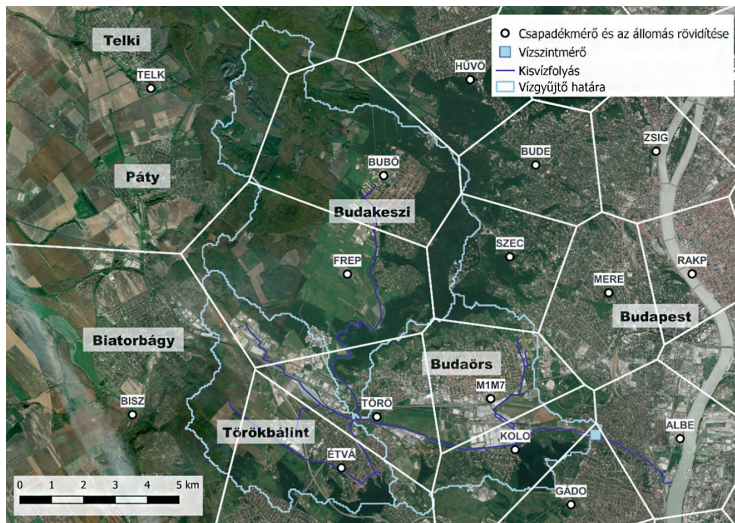 Telki
TELK
HŰVÖ
Csapadékmérő és az állomás rövidítése
Vízszintmérő
Kisvízfolyás
Vízgyűjtő határa
ZSIG
BUDE
Páty
BUBÖ
Budakeszi
SZEC
FREP
MERE
RAKP
Budapest
Biatorbágy
Budaörs
M1M7
BISZ
TÖRÖ
Törökbálint
ALBE
KOLO
ÉTVÁ
GÁDO
0 1 2 3 4 5 km